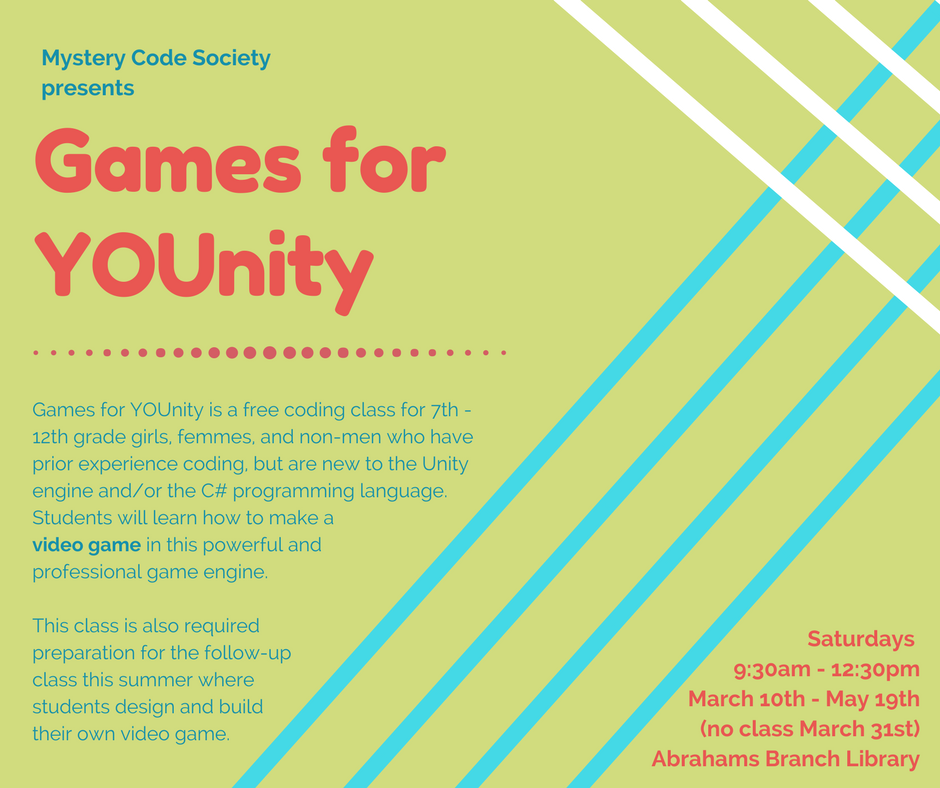 Mystery Code Society
presents
Games for
YOUnity
Games for YOUnity is a free coding class for 7th -
12th grade girls, femmes, and non-men who have
prior experience coding, but are new to the Unity
engine and/or the C# programming language.
Students will learn how to make a
video game in this powerful and
professional game engine.
This class is also required
preparation for the follow-up
class this summer where
students design and build
their own video game.
Saturdays
9:30am - 12:30pm
March 10th - May 19th
(no class March 31st)
Abrahams Branch Library